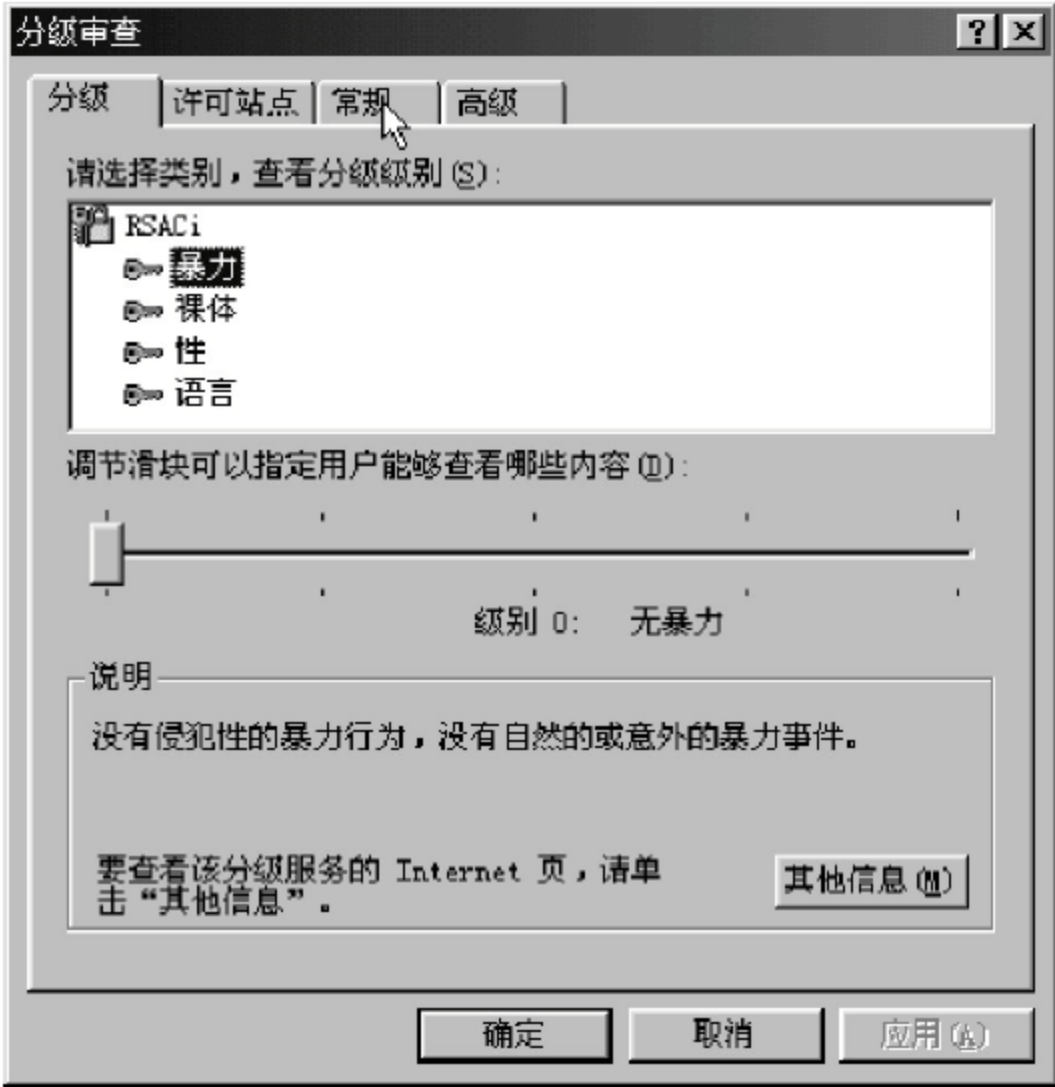 分级审查
分级 许可站点 常规 高级
请选择类别，查看分级级别(S):
RSACi
暴力
裸体
性
语言
调节滑块可以指定用户能够查看哪些内容(D):
级别 0: 无暴力
说明
没有侵犯性的暴力行为，没有自然的或意外的暴力事件。
要查看该分级服务的 Internet 页，请单
击“其他信息”。
其他信息(M)
确定 取消 应用(A)